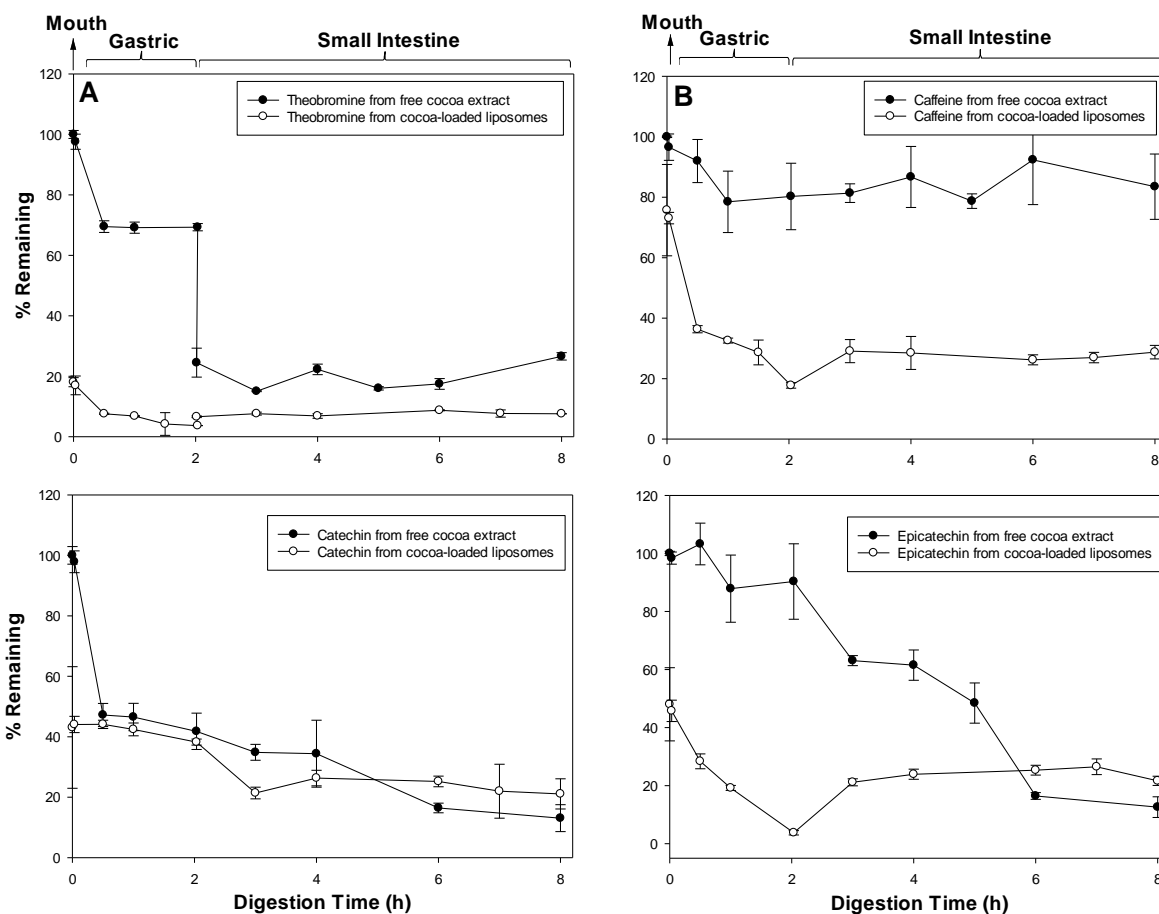 Mouth
Gastric
Small Intestine
A
Theobromine from free cocoa extract
Theobromine from cocoa-loaded liposomes
120
100
80
60
40
20
0
0 2 4 6 8
% Remaining
Mouth
Gastric
Small Intestine
B
Caffeine from free cocoa extract
Caffeine from cocoa-loaded liposomes
120
100
80
60
40
20
0
0 2 4 6 8
Catechin from free cocoa extract
Catechin from cocoa-loaded liposomes
120
100
80
60
40
20
0
0 2 4 6 8
% Remaining
Digestion Time (h)
Epicatechin from free cocoa extract
Epicatechin from cocoa-loaded liposomes
120
100
80
60
40
20
0
0 2 4 6 8
Digestion Time (h)